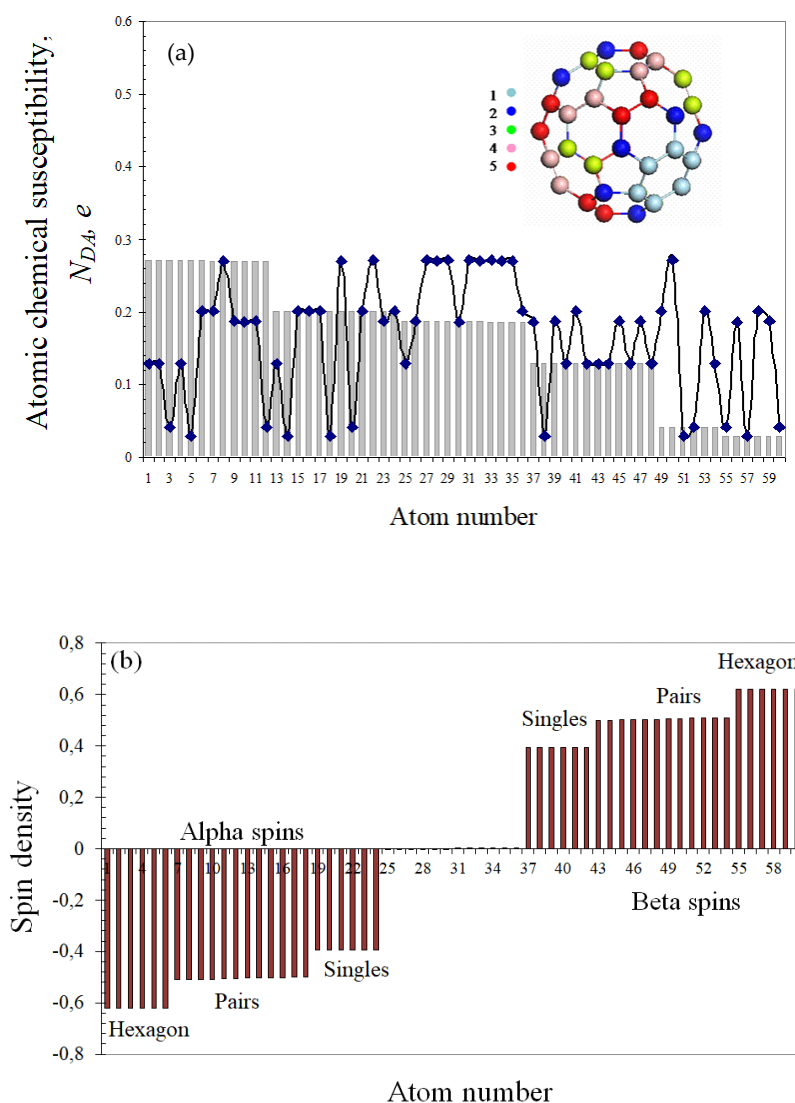 0.6
(a)
0.5
0.4
0.3
0.2
0.1
0
Atomic chemical susceptibility,
N_DA, e
1
2
3
4
5
1 3 5 7 9 11 13 15 17 19 21 23 25 27 29 31 33 35 37 39 41 43 45 47 49 51 53 55 57 59
Atom number
0,8
(b)
0,6
0,4
0,2
0
-0,2
-0,4
-0,6
-0,8
Spin density
Hexagon
Pairs
Singles
Alpha spins
1 4 7 10 13 16 19 22 25 28 31 34 37 40 43 46 49 52 55 58
Beta spins
Singles
Pairs
Hexagon
Atom number